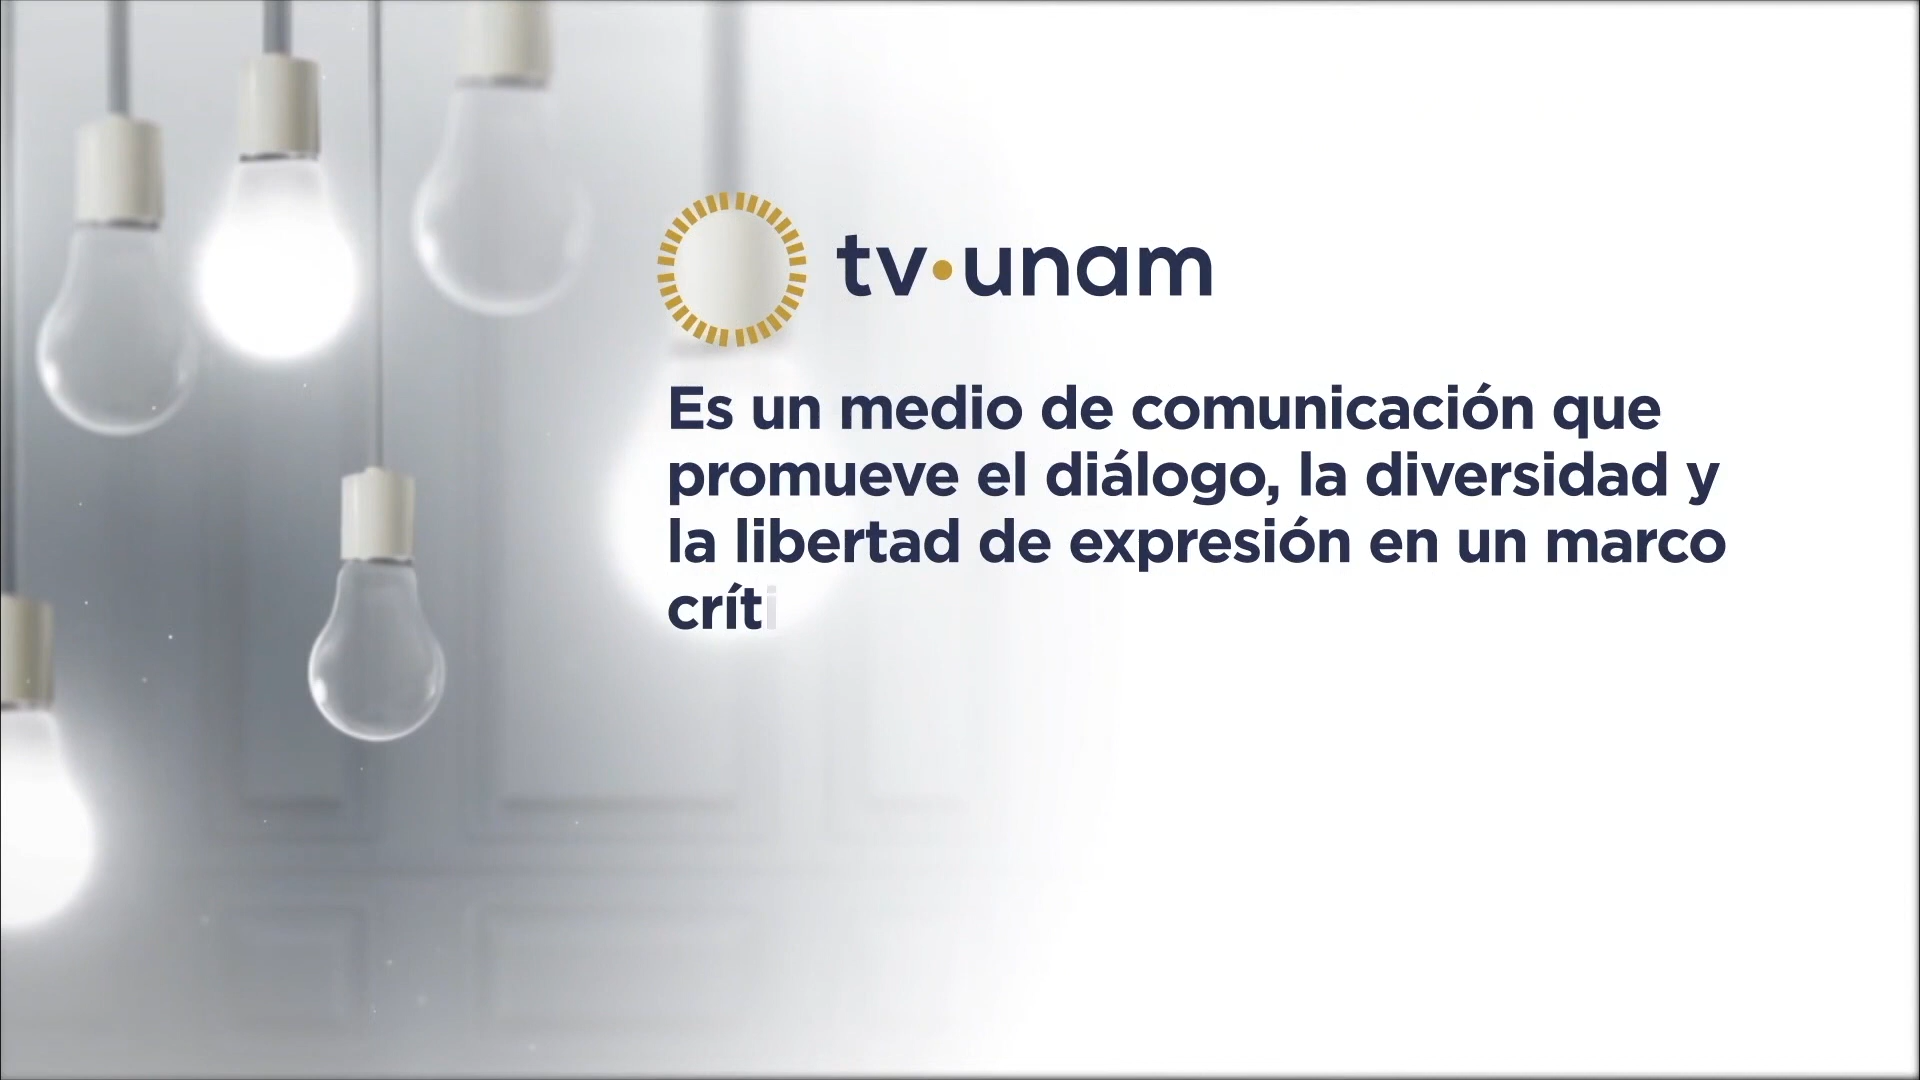 tv·unam
Es un medio de comunicación que
promueve el diálogo, la diversidad y
la libertad de expresión en un marco
críti